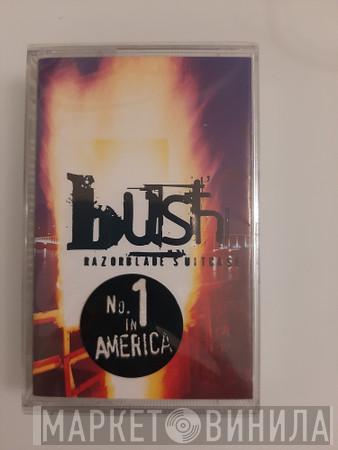 bush
RAZORBLADE SUITCASE
No. 1
IN
AMERICA
МАРКЕТ ВИНИЛА